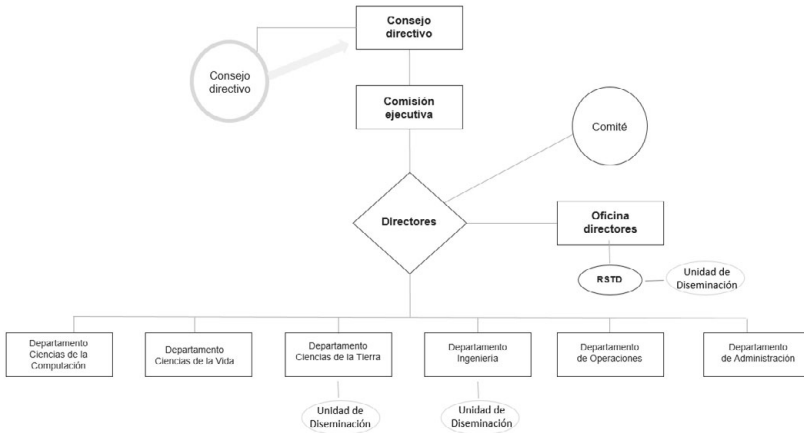 Consejo
directivo
Consejo
directivo
Comisión
ejecutiva
Comité
Directores
Oficina
directores
RSTD
Unidad de
Diseminación
Departamento
Ciencias de la
Computación
Departamento
Ciencias de la Vida
Departamento
Ciencias de la Tierra
Departamento
Ingeniería
Departamento
de Operaciones
Departamento
de Administración
Unidad de
Diseminación
Unidad de
Diseminación